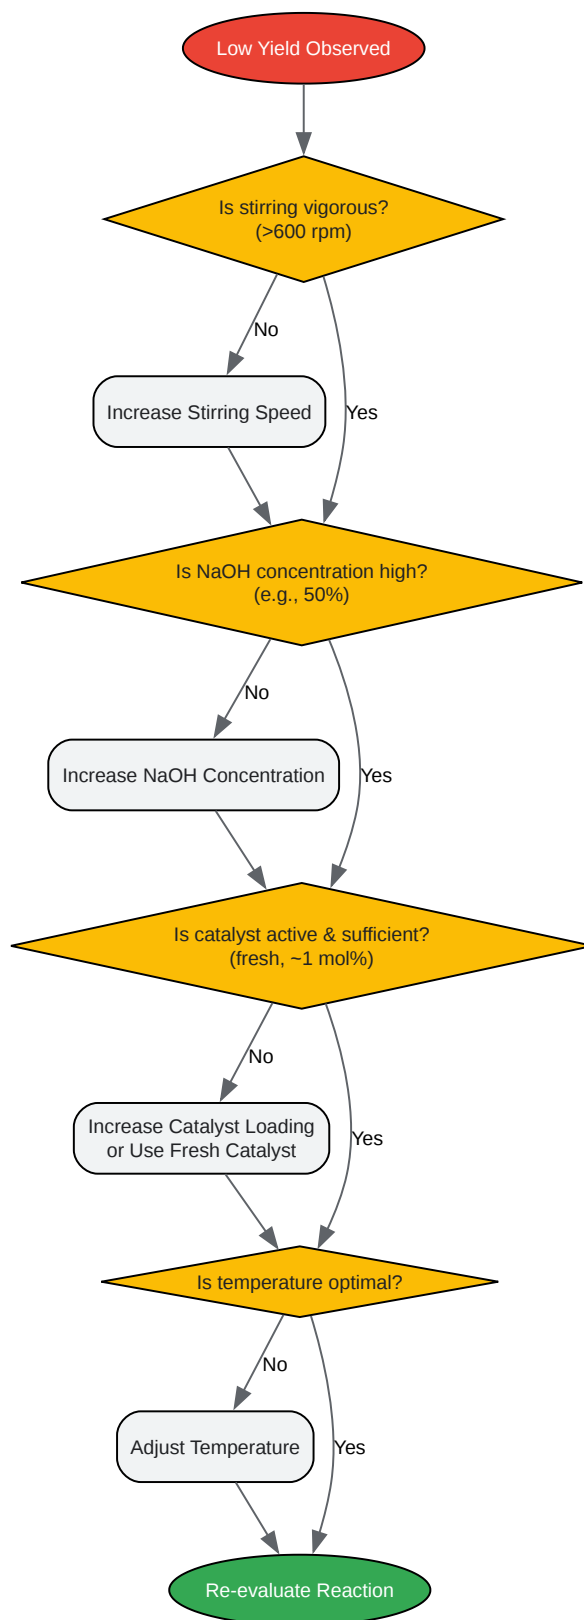 Low Yield Observed
Is stirring vigorous?
(>600 rpm)
No
Increase Stirring Speed
Yes
Is NaOH concentration high?
(e.g., 50%)
No
Increase NaOH Concentration
Yes
Is catalyst active & sufficient?
(fresh, ~1 mol%)
No
Increase Catalyst Loading
or Use Fresh Catalyst
Yes
Is temperature optimal?
No
Adjust Temperature
Yes
Re-evaluate Reaction